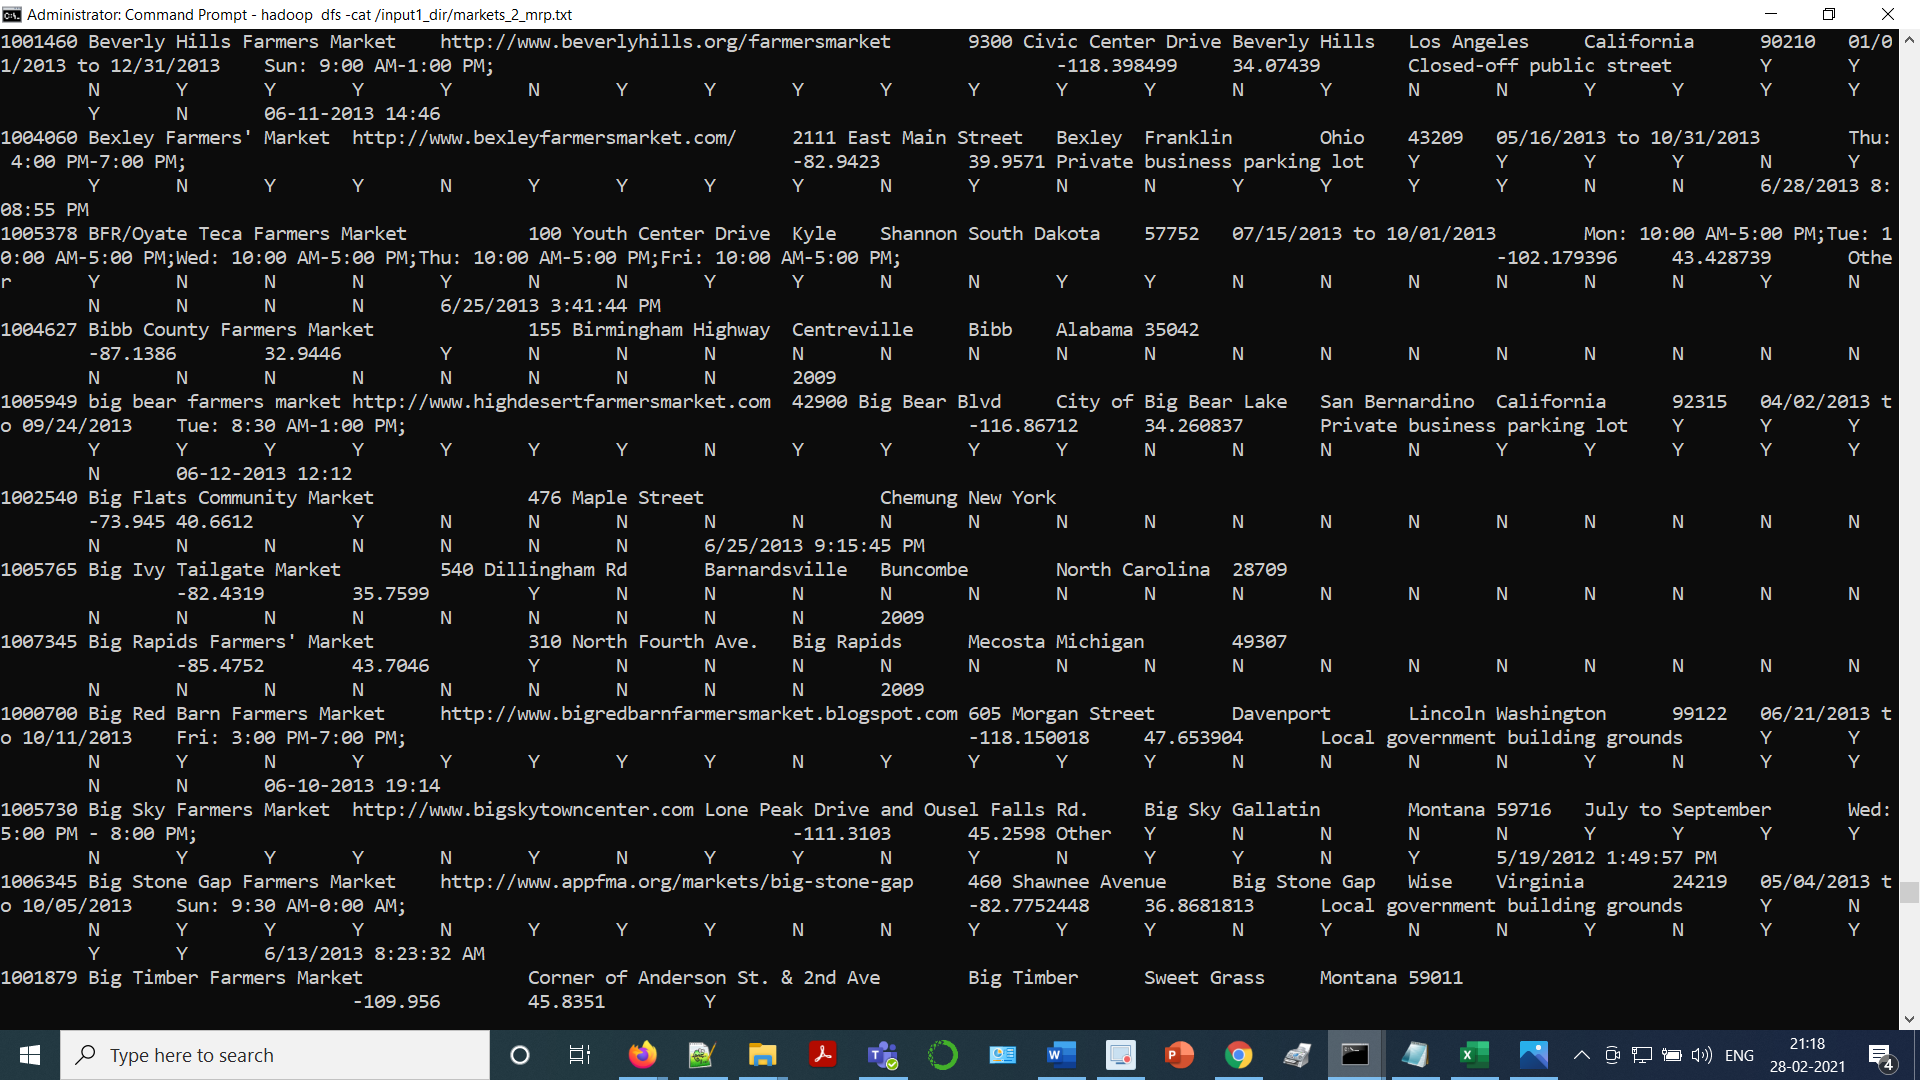 Administrator: Command Prompt - hadoop dfs -cat /input1_dir/markets_2_mrp.txt
1001460 Beverly Hills Farmers Market http://www.beverlyhills.org/farmersmarket 9300 Civic Center Drive Beverly Hills Los Angeles California 90210 01/0
1/2013 to 12/31/2013 Sun: 9:00 AM-1:00 PM; -118.398499 34.07439 Closed-off public street Y Y
N Y Y Y Y N Y Y Y Y Y Y Y N Y N N Y Y Y Y
Y N 06-11-2013 14:46
1004060 Bexley Farmers' Market http://www.bexleyfarmersmarket.com/ 2111 East Main Street Bexley Franklin Ohio 43209 05/16/2013 to 10/31/2013 Thu:
4:00 PM-7:00 PM; -82.9423 39.9571 Private business parking lot Y Y Y Y N Y
Y N Y Y N Y Y Y Y N Y N N Y Y Y Y N N 6/28/2013 8:
08:55 PM
1005378 BFR/Oyate Teca Farmers Market 100 Youth Center Drive Kyle Shannon South Dakota 57752 07/15/2013 to 10/01/2013 Mon: 10:00 AM-5:00 PM;Tue: 1
0:00 AM-5:00 PM;Wed: 10:00 AM-5:00 PM;Thu: 10:00 AM-5:00 PM;Fri: 10:00 AM-5:00 PM; -102.179396 43.428739 Othe
r Y N N N Y N N Y Y N N Y Y N N N N N N Y N
N N N N 6/25/2013 3:41:44 PM
1004627 Bibb County Farmers Market 155 Birmingham Highway Centreville Bibb Alabama 35042
-87.1386 32.9446 Y N N N N N N N N N N N N N N N N
N N N N N N N N 2009
1005949 big bear farmers market http://www.highdesertfarmersmarket.com 42900 Big Bear Blvd City of Big Bear Lake San Bernardino California 92315 04/02/2013 t
o 09/24/2013 Tue: 8:30 AM-1:00 PM; -116.86712 34.260837 Private business parking lot Y Y Y
Y Y Y Y Y Y Y N Y Y Y Y N N N N Y Y Y Y Y
N 06-12-2013 12:12
1002540 Big Flats Community Market 476 Maple Street Chemung New York
-73.945 40.6612 Y N N N N N N N N N N N N N N N N N
N N N N N N N 6/25/2013 9:15:45 PM
1005765 Big Ivy Tailgate Market 540 Dillingham Rd Barnardsville Buncombe North Carolina 28709
-82.4319 35.7599 Y N N N N N N N N N N N N N N N
N N N N N N N N N 2009
1007345 Big Rapids Farmers' Market 310 North Fourth Ave. Big Rapids Mecosta Michigan 49307
-85.4752 43.7046 Y N N N N N N N N N N N N N N N
N N N N N N N N N 2009
1000700 Big Red Barn Farmers Market http://www.bigredbarnfarmersmarket.blogspot.com 605 Morgan Street Davenport Lincoln Washington 99122 06/21/2013 t
o 10/11/2013 Fri: 3:00 PM-7:00 PM; -118.150018 47.653904 Local government building grounds Y Y
N Y N Y Y Y Y Y N Y Y Y Y N N N N Y N Y Y
N N 06-10-2013 19:14
1005730 Big Sky Farmers Market http://www.bigskytowncenter.com Lone Peak Drive and Ousel Falls Rd. Big Sky Gallatin Montana 59716 July to September Wed:
5:00 PM - 8:00 PM; -111.3103 45.2598 Other Y N N N N Y Y Y Y
N Y Y Y N Y N Y Y N Y N Y Y N Y 5/19/2012 1:49:57 PM
1006345 Big Stone Gap Farmers Market http://www.appfma.org/markets/big-stone-gap 460 Shawnee Avenue Big Stone Gap Wise Virginia 24219 05/04/2013 t
o 10/05/2013 Sun: 9:30 AM-0:00 AM; -82.7752448 36.8681813 Local government building grounds Y N
N Y Y Y N Y Y Y N N Y Y Y N Y N N Y N Y Y
Y Y 6/13/2013 8:23:32 AM
1001879 Big Timber Farmers Market Corner of Anderson St. & 2nd Ave Big Timber Sweet Grass Montana 59011
-109.956 45.8351 Y
Type here to search
ENG
21:18
28-02-2021
4